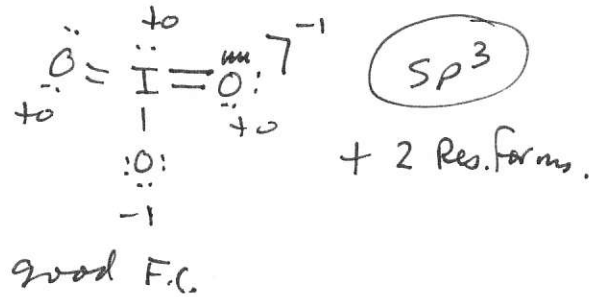 +0 -1
:Ö = Ï = Ö: sp³
+0 | +0
:Ö: + 2 Res. Forms.
-1
good F.C.